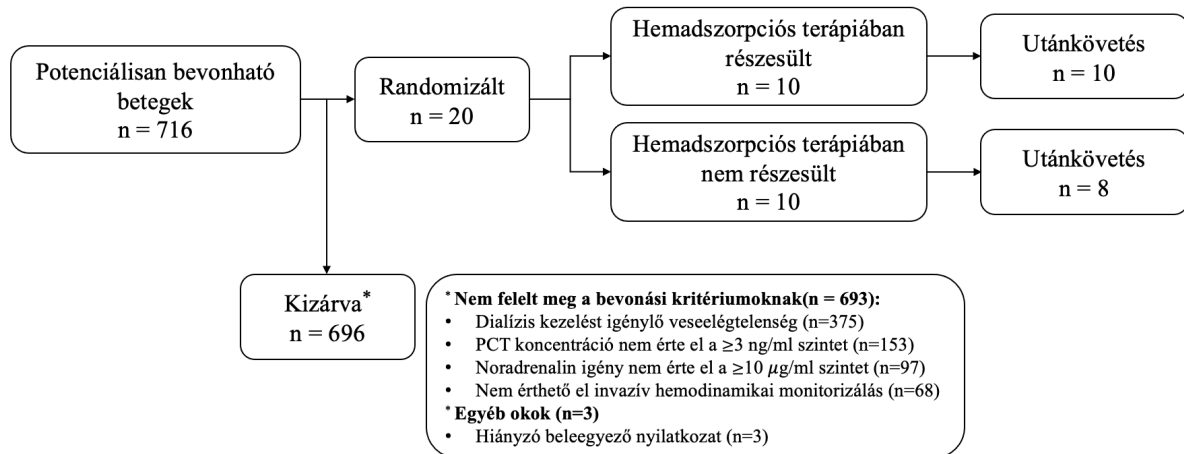 Potenciálisan bevonható
betegek
n = 716
Randomizált
n = 20
Hemadszorpciós terápiában
részesült
n = 10
Utánkövetés
n = 10
Hemadszorpciós terápiában
nem részesült
n = 10
Utánkövetés
n = 8
Kizárva*
n = 696
* Nem felelt meg a bevonási kritériumoknak(n = 693):
• Dialízis kezelést igénylő veseelégtelenség (n=375)
• PCT koncentráció nem érte el a ≥3 ng/ml szintet (n=153)
• Noradrenalin igény nem érte el a ≥10 μg/ml szintet (n=97)
• Nem érthető el invazív hemodinamikai monitorizálás (n=68)
* Egyéb okok (n=3)
• Hiányzó beleegyező nyilatkozat (n=3)